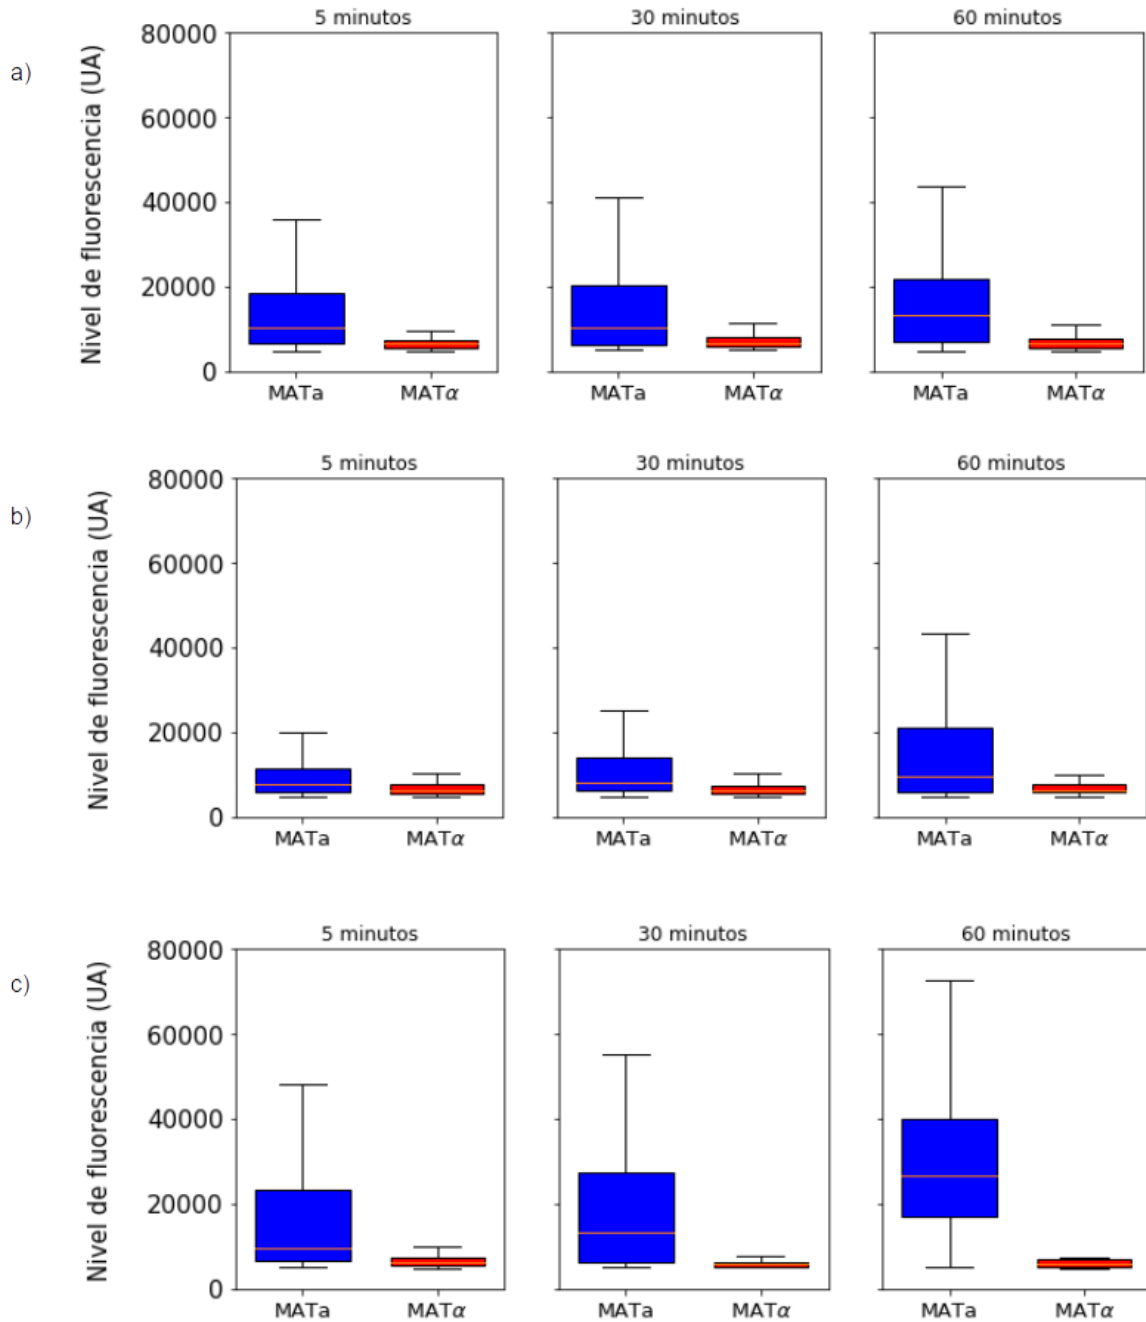 a)
5 minutos 30 minutos 60 minutos
Nivel de fluorescencia (UA)
80000
60000
40000
20000
0
MATa MATα MATa MATα MATa MATα
b)
5 minutos 30 minutos 60 minutos
Nivel de fluorescencia (UA)
80000
60000
40000
20000
0
MATa MATα MATa MATα MATa MATα
c)
5 minutos 30 minutos 60 minutos
Nivel de fluorescencia (UA)
80000
60000
40000
20000
0
MATa MATα MATa MATα MATa MATα